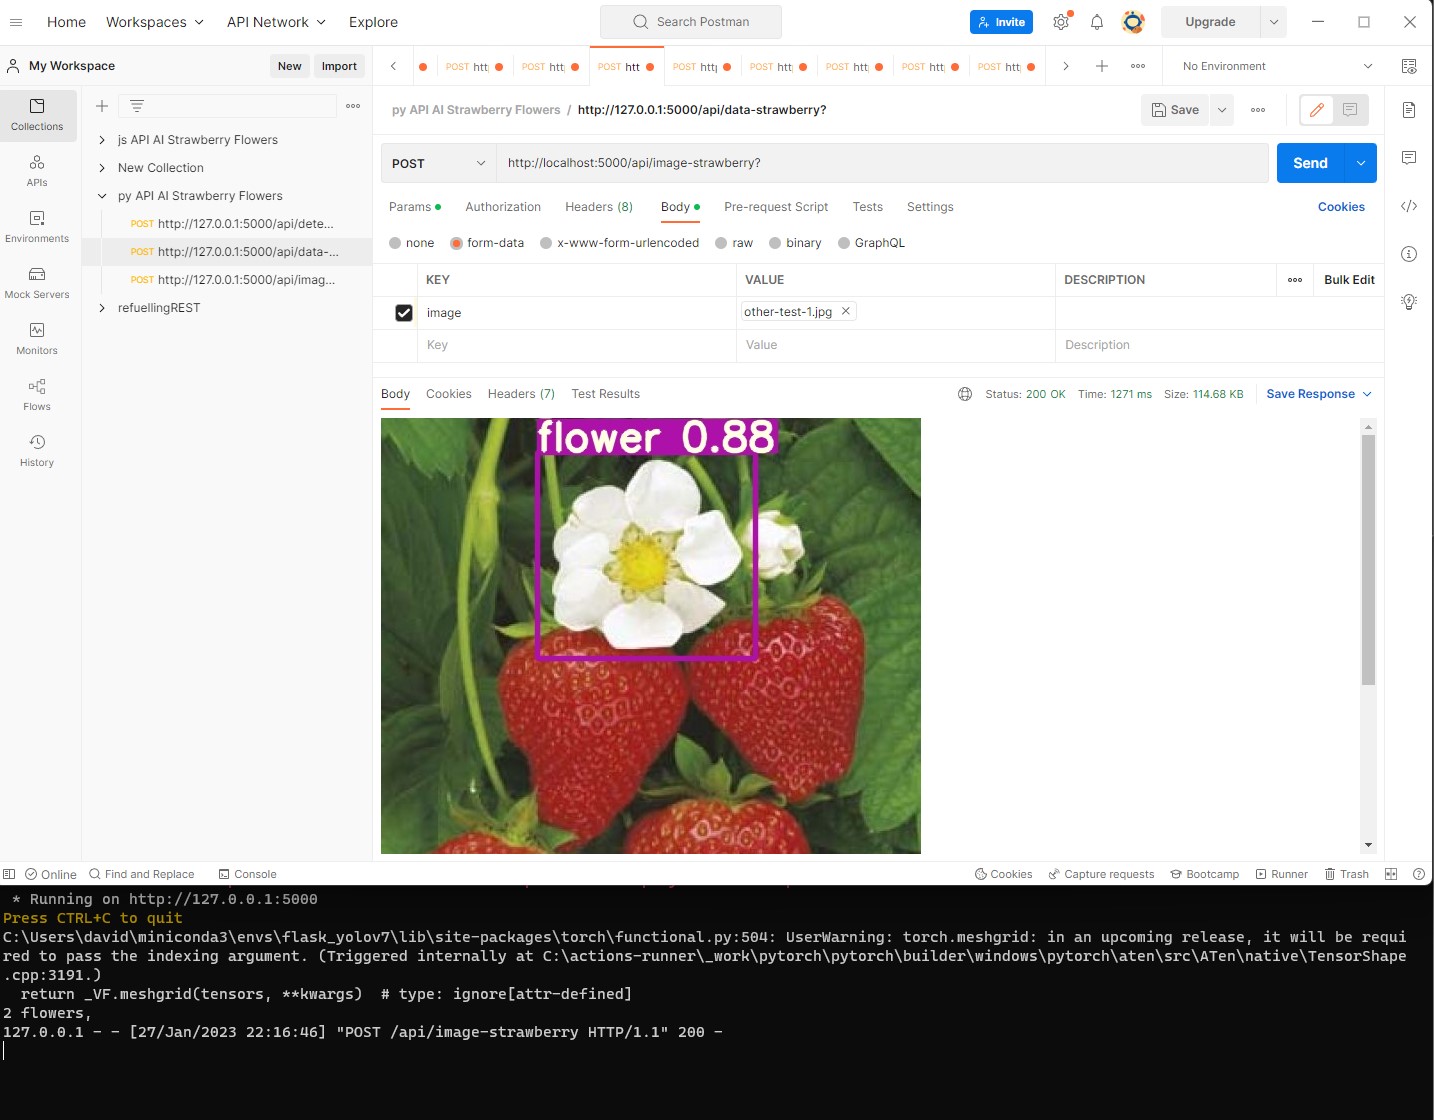 Home Workspaces API Network Explore Search Postman Invite Upgrade
My Workspace New Import POST htt POST htt POST htt POST http POST htt POST htt POST htt POST htt No Environment
Collections
APIs
Environments
Mock Servers
Monitors
Flows
History
js API AI Strawberry Flowers
New Collection
py API AI Strawberry Flowers
POST http://127.0.0.1:5000/api/dete...
POST http://127.0.0.1:5000/api/data-...
POST http://127.0.0.1:5000/api/imag...
refuellingREST
py API AI Strawberry Flowers / http://127.0.0.1:5000/api/data-strawberry? Save
POST http://localhost:5000/api/image-strawberry? Send
Params Authorization Headers (8) Body Pre-request Script Tests Settings Cookies
none form-data x-www-form-urlencoded raw binary GraphQL
KEY VALUE DESCRIPTION Bulk Edit
image other-test-1.jpg
Key Value Description
Body Cookies Headers (7) Test Results Status: 200 OK Time: 1271 ms Size: 114.68 KB Save Response
flower 0.88
Online Find and Replace Console Cookies Capture requests Bootcamp Runner Trash
* Running on http://127.0.0.1:5000
Press CTRL+C to quit
C:\Users\david\miniconda3\envs\flask_yolov7\lib\site-packages\torch\functional.py:504: UserWarning: torch.meshgrid: in an upcoming release, it will be requi
red to pass the indexing argument. (Triggered internally at C:\actions-runner\_work\pytorch\pytorch\builder\windows\pytorch\aten\src\ATen\native\TensorShape
.cpp:3191.)
return _VF.meshgrid(tensors, **kwargs)  # type: ignore[attr-defined]
2 flowers,
127.0.0.1 - - [27/Jan/2023 22:16:46] "POST /api/image-strawberry HTTP/1.1" 200 -